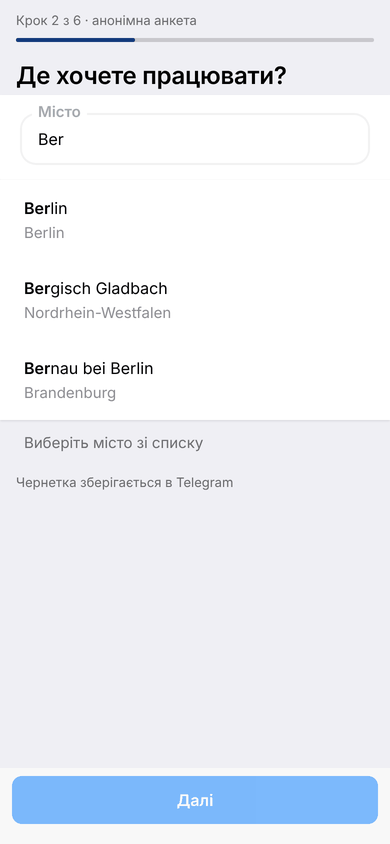 Крок 2 з 6 · анонімна анкета
Де хочете працювати?
Місто
Ber
Berlin
Berlin
Bergisch Gladbach
Nordrhein-Westfalen
Bernau bei Berlin
Brandenburg
Виберіть місто зі списку
Чернетка зберігається в Telegram
Далі